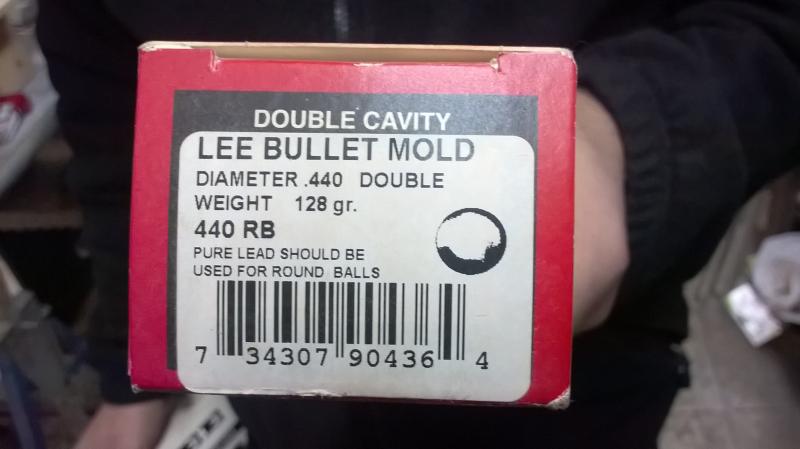 DOUBLE CAVITY
LEE BULLET MOLD
DIAMETER .440 DOUBLE
WEIGHT 128 gr.
440 RB
PURE LEAD SHOULD BE
USED FOR ROUND BALLS
7 34307 90436 4